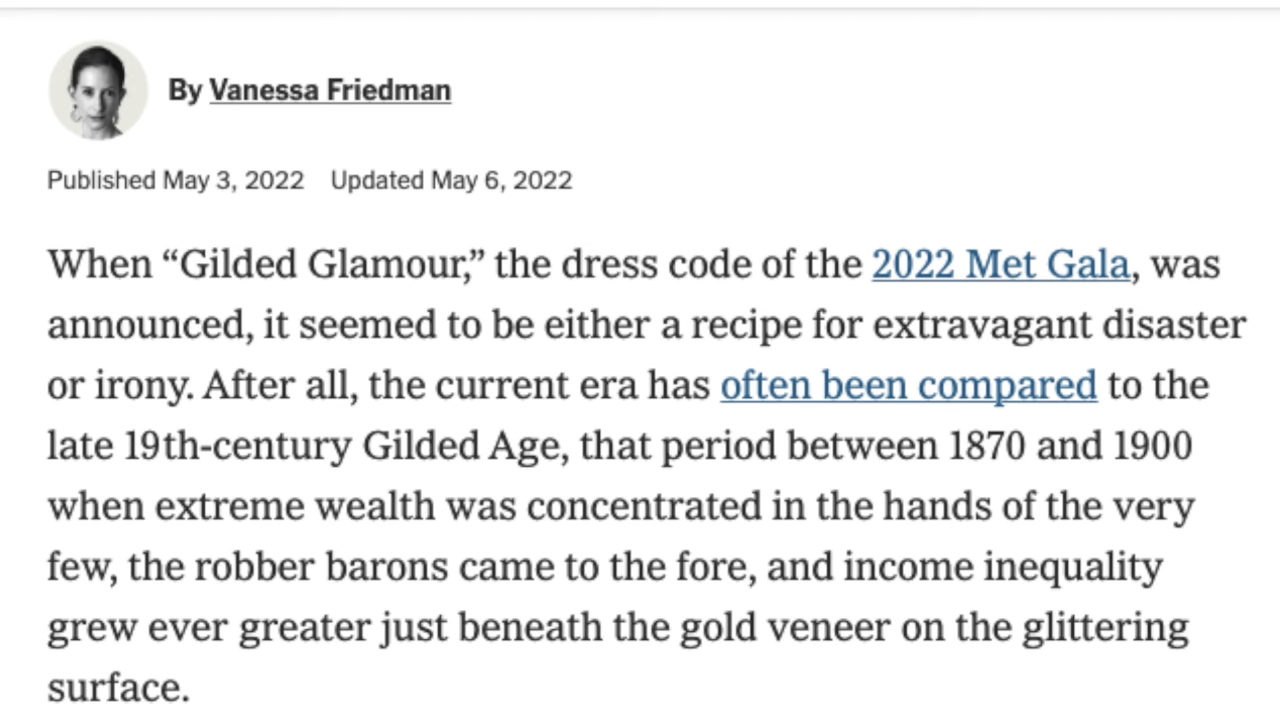 By Vanessa Friedman
Published May 3, 2022 Updated May 6, 2022
When “Gilded Glamour,” the dress code of the 2022 Met Gala, was
announced, it seemed to be either a recipe for extravagant disaster
or irony. After all, the current era has often been compared to the
late 19th-century Gilded Age, that period between 1870 and 1900
when extreme wealth was concentrated in the hands of the very
few, the robber barons came to the fore, and income inequality
grew ever greater just beneath the gold veneer on the glittering
surface.